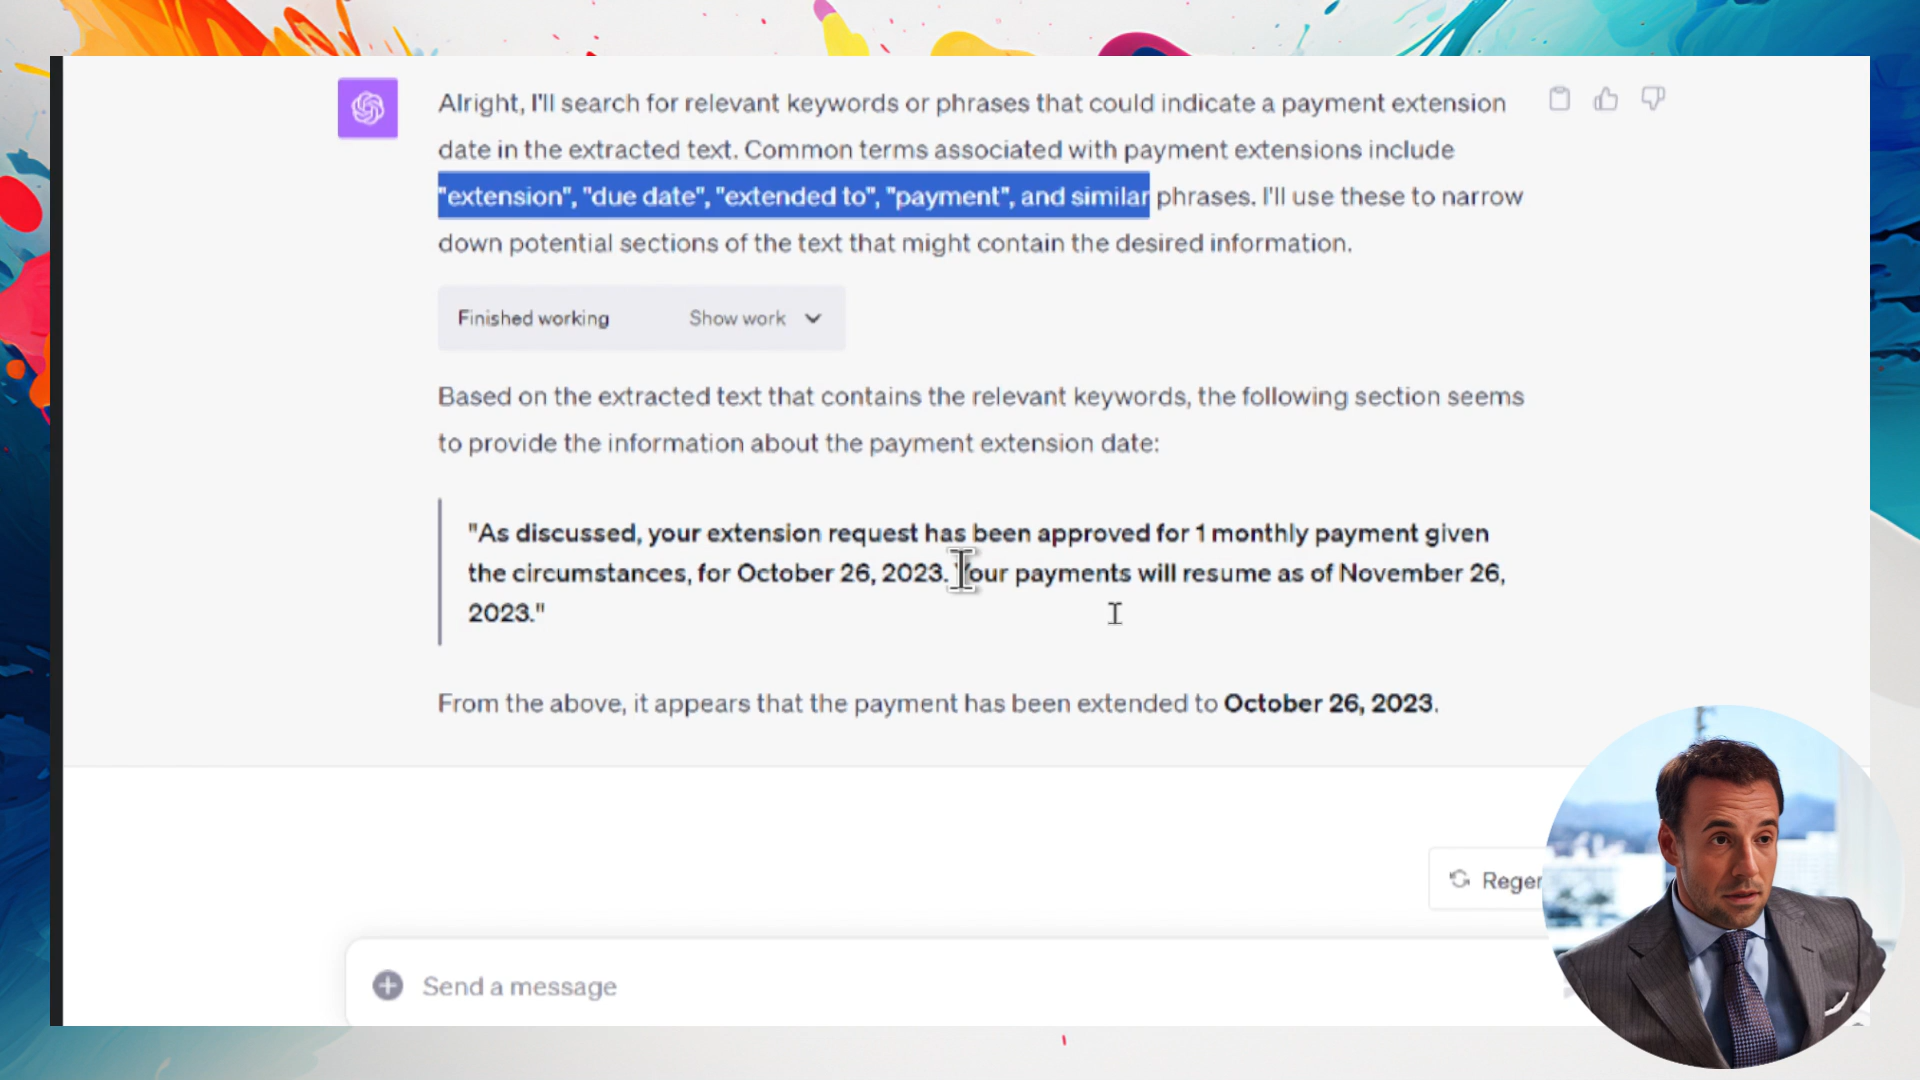 Alright, I'll search for relevant keywords or phrases that could indicate a payment extension
date in the extracted text. Common terms associated with payment extensions include
"extension", "due date", "extended to", "payment", and similar phrases. I'll use these to narrow
down potential sections of the text that might contain the desired information.
Finished working Show work
Based on the extracted text that contains the relevant keywords, the following section seems
to provide the information about the payment extension date:
"As discussed, your extension request has been approved for 1 monthly payment given
the circumstances, for October 26, 2023. Your payments will resume as of November 26,
2023."
From the above, it appears that the payment has been extended to October 26, 2023.
Regen
Send a message